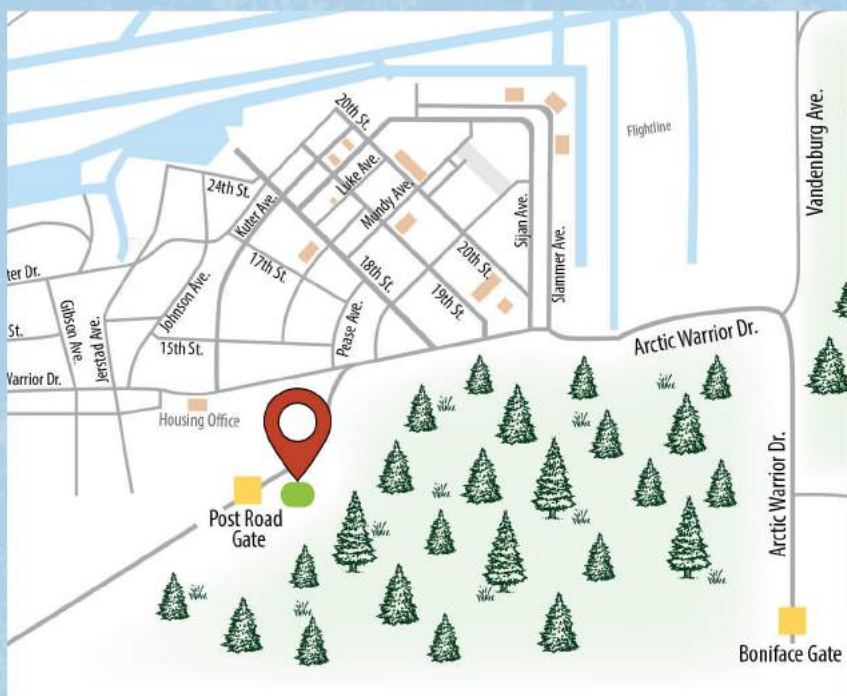 20th St.
Vandenburg Ave.
Flightline
Luke Ave.
24th St.
Kuter Ave.
Mundy Ave.
Sijan Ave.
Slammer Ave.
17th St.
18th St.
20th St.
19th St.
ter Dr.
Gibson Ave.
Jerstad Ave.
Johnson Ave.
Pease Ave.
St.
15th St.
Arctic Warrior Dr.
Warrior Dr.
Housing Office
Arctic Warrior Dr.
Post Road
Gate
Boniface Gate